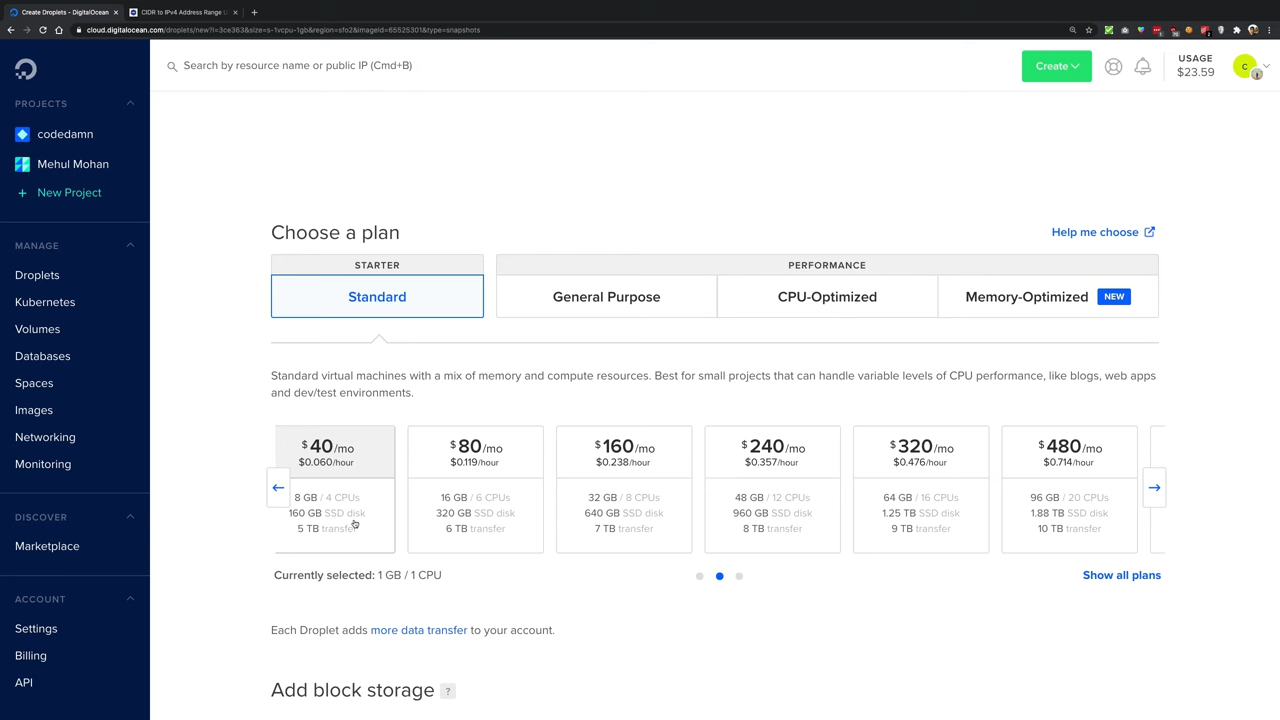 Create Droplets - DigitalOcean
CIDR to IPv4 Address Range
cloud.digitalocean.com/droplets/new?i=3ce363&size=s-1vcpu-1gb&region=sfo2&imageId=65525301&type=snapshots
Search by resource name or public IP (Cmd+B)
Create
USAGE
$23.59
C
PROJECTS
codedamn
Mehul Mohan
+ New Project
MANAGE
Droplets
Kubernetes
Volumes
Databases
Spaces
Images
Networking
Monitoring
DISCOVER
Marketplace
ACCOUNT
Settings
Billing
API
Choose a plan
Help me choose
STARTER
PERFORMANCE
Standard
General Purpose
CPU-Optimized
Memory-Optimized NEW
Standard virtual machines with a mix of memory and compute resources. Best for small projects that can handle variable levels of CPU performance, like blogs, web apps
and dev/test environments.
$ 40/mo
$0.060/hour
8 GB / 4 CPUs
160 GB SSD disk
5 TB transfer
$ 80/mo
$0.119/hour
16 GB / 6 CPUs
320 GB SSD disk
6 TB transfer
$ 160/mo
$0.238/hour
32 GB / 8 CPUs
640 GB SSD disk
7 TB transfer
$ 240/mo
$0.357/hour
48 GB / 12 CPUs
960 GB SSD disk
8 TB transfer
$ 320/mo
$0.476/hour
64 GB / 16 CPUs
1.25 TB SSD disk
9 TB transfer
$ 480/mo
$0.714/hour
96 GB / 20 CPUs
1.88 TB SSD disk
10 TB transfer
Currently selected: 1 GB / 1 CPU
Show all plans
Each Droplet adds more data transfer to your account.
Add block storage ?